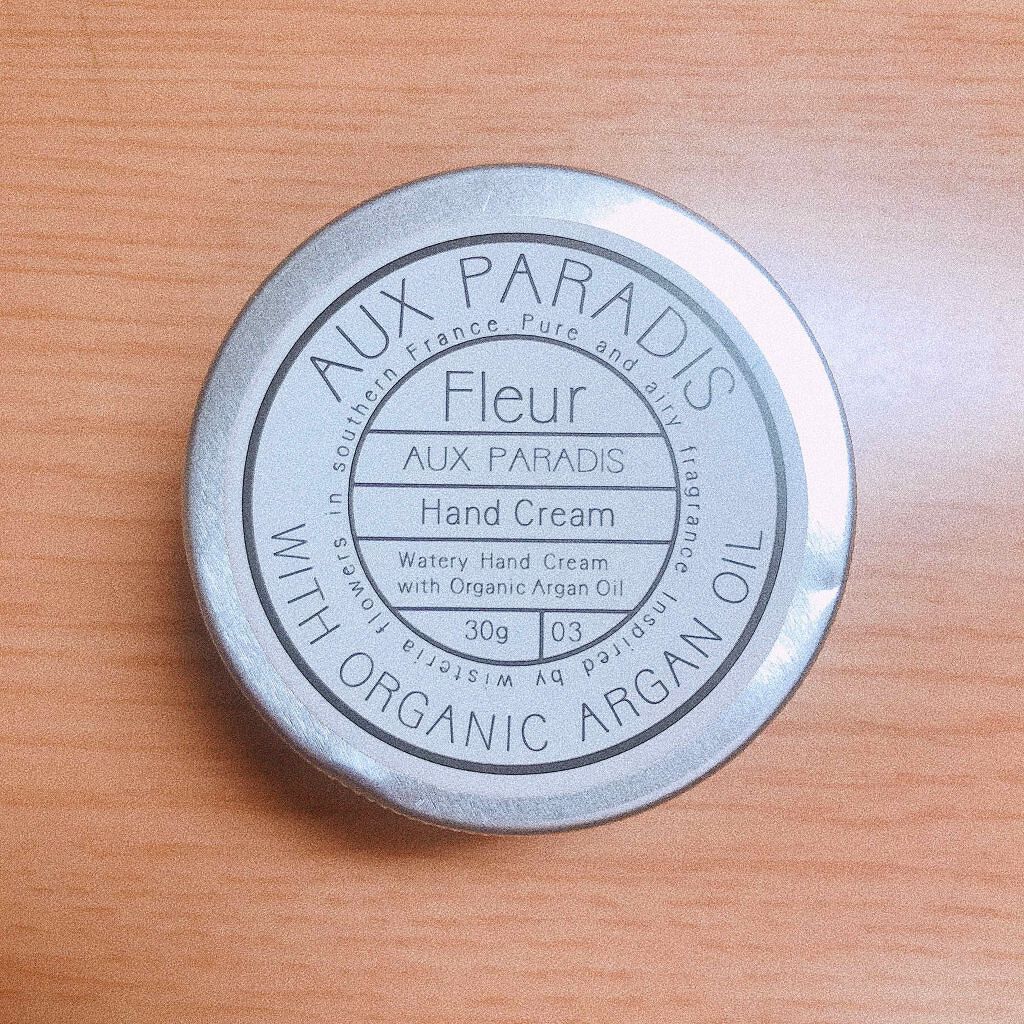 AUX PARADIS
Pure and airy fragrance Inspired by wisteria flowers in southern France.
Fleur
AUX PARADIS
Hand Cream
Watery Hand Cream
with Organic Argan Oil
30g 03
WITH ORGANIC ARGAN OIL